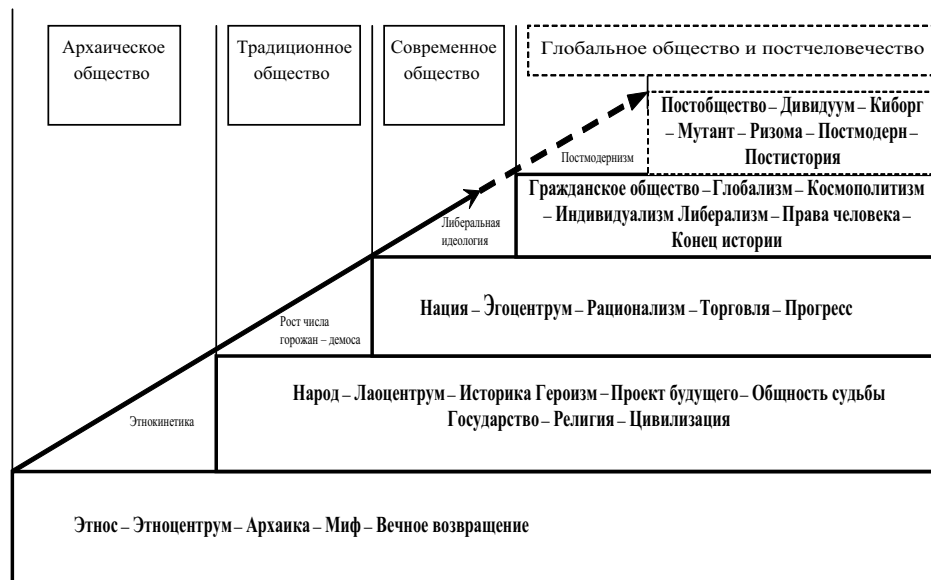 Архаическое
общество
Традиционное
общество
Современное
общество
Глобальное общество и постчеловечество
Постобщество – Дивидуум – Киборг
– Мутант – Ризома – Постмодерн –
Постистория
Постмодернизм
Гражданское общество – Глобализм – Космополитизм
– Индивидуализм Либерализм – Права человека –
Конец истории
Либеральная
идеология
Нация – Эгоцентрум – Рационализм – Торговля – Прогресс
Рост числа
горожан – демоса
Народ – Лаоцентрум – Историка Героизм – Проект будущего – Общность судьбы
Государство – Религия – Цивилизация
Этнокинетика
Этнос – Этноцентрум – Архаика – Миф – Вечное возвращение